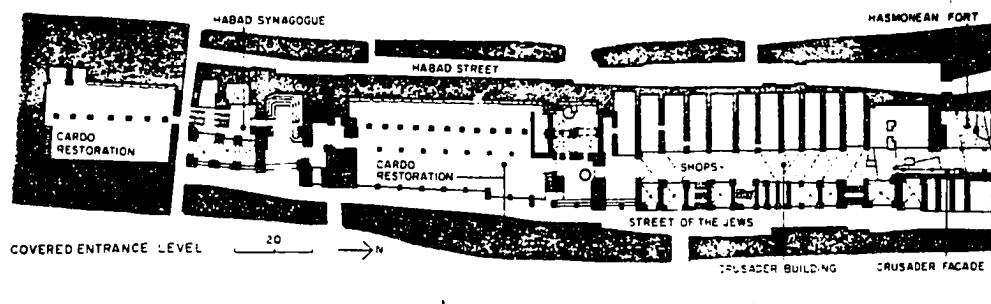 HABAD SYNAGOGUE
HASMONEAN FORT
HABAD STREET
CARDO
RESTORATION
CARDO
RESTORATION
SHOPS
STREET OF THE JEWS
COVERED ENTRANCE LEVEL
20
N
CRUSADER BUILDING
CRUSADER FACADE